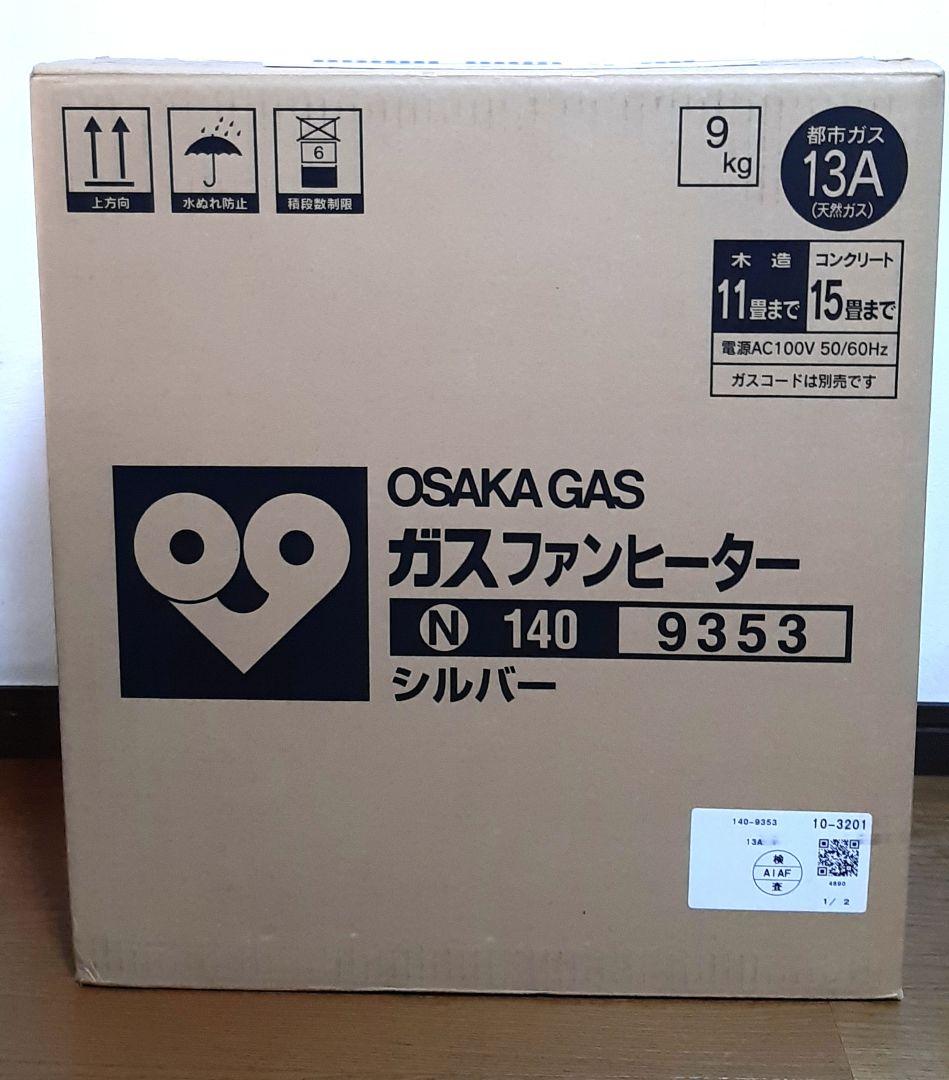 6
上方向
水ぬれ防止
積段数制限
9
kg
都市ガス
13A
(天然ガス)
木造 コンクリート
11畳まで 15畳まで
電源AC100V 50/60Hz
ガスコードは別売です
OSAKA GAS
ガスファンヒーター
N 140 9353
シルバー
140-9353 10-3201
13A
検
AIAF
査
4890
1/ 2